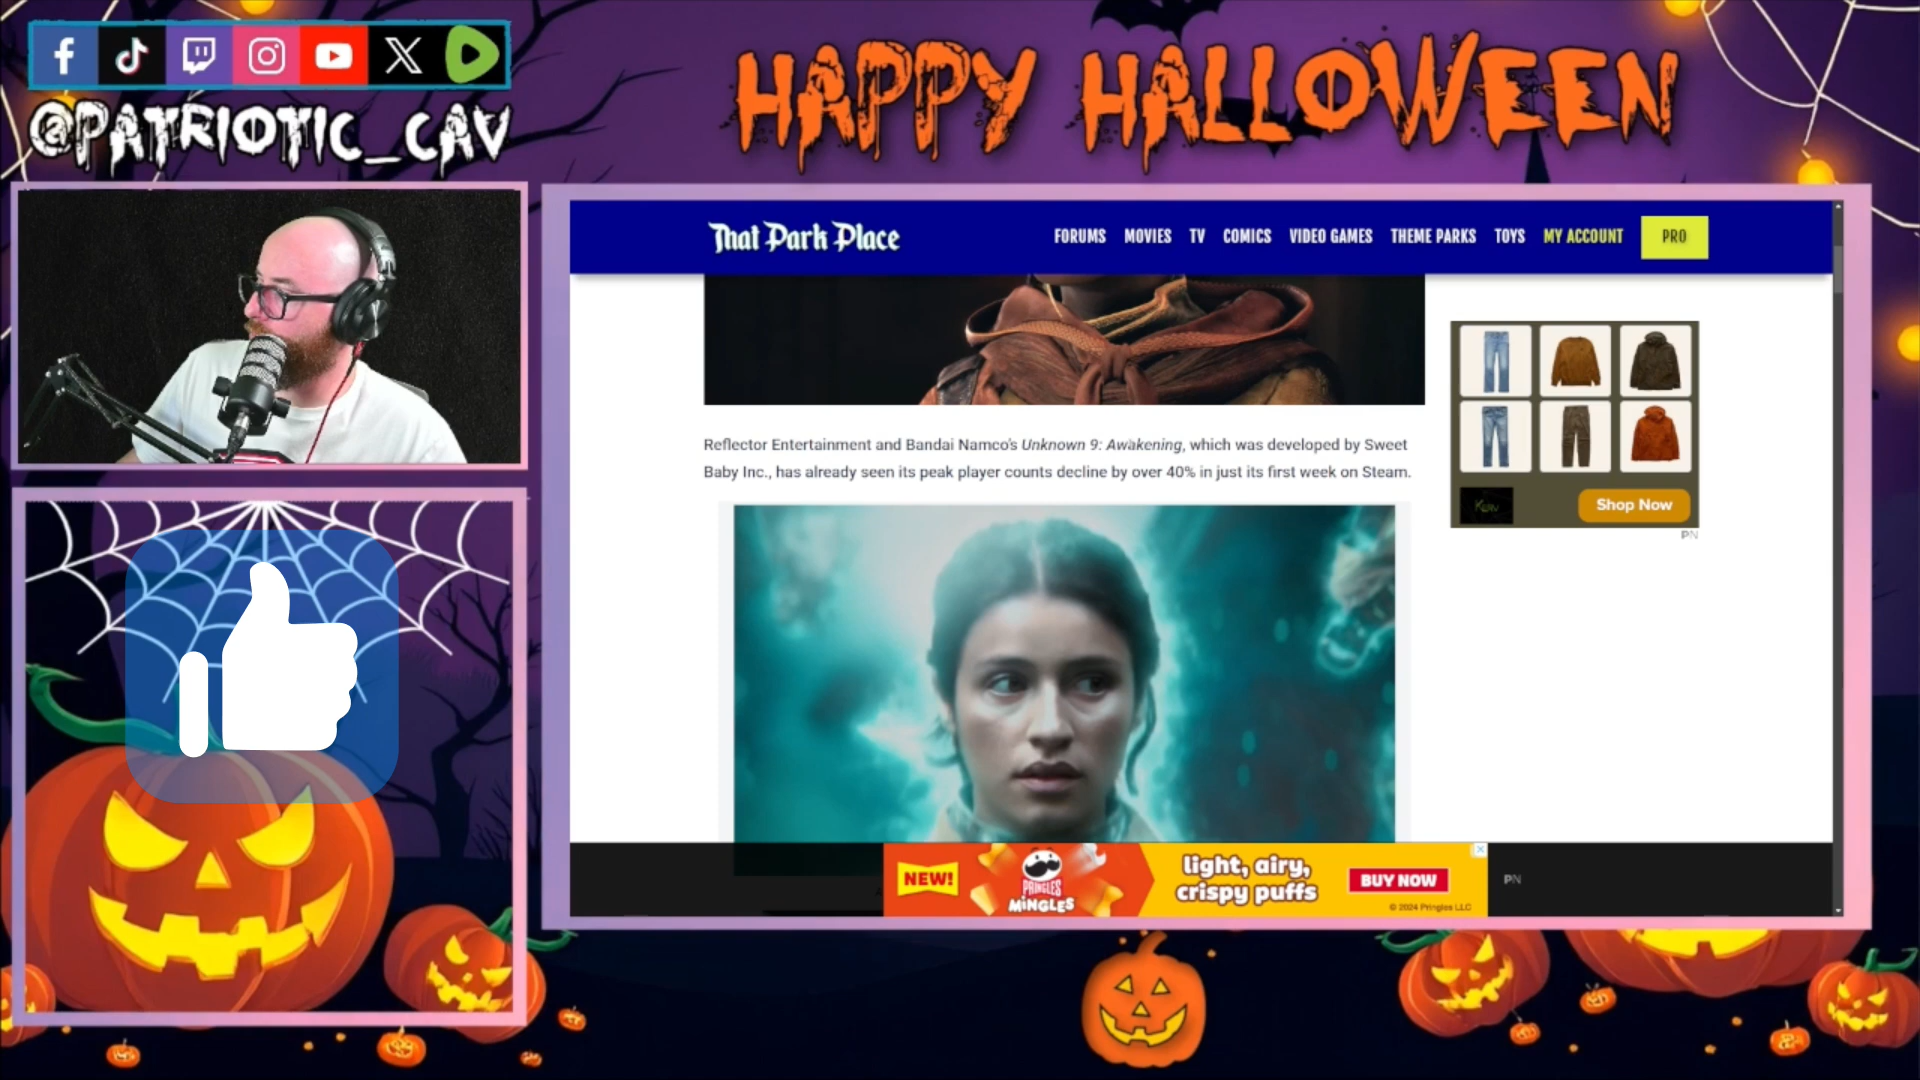 @PATRIOTIC_CAV
HAPPY HALLOWEEN
That Park Place
FORUMS MOVIES TV COMICS VIDEO GAMES THEME PARKS TOYS MY ACCOUNT PRO
Reflector Entertainment and Bandai Namco's Unknown 9: Awakening, which was developed by Sweet
Baby Inc., has already seen its peak player counts decline by over 40% in just its first week on Steam.
Shop Now
PN
NEW!
PRINGLES
MiNGLES
light, airy,
crispy puffs
BUY NOW
© 2024 Pringles LLC
PN